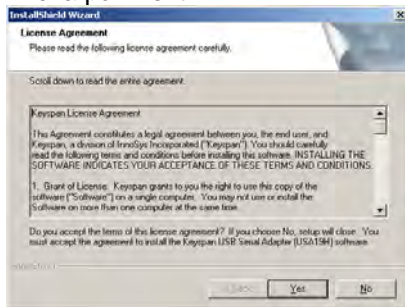 InstallShield Wizard
License Agreement
Please read the following license agreement carefully.
Scroll down to read the entire agreement.
Keyspan License Agreement
This Agreement constitutes a legal agreement between you, the end user, and
Keyspan, a division of InnoSys Incorporated ("Keyspan"). You should carefully
read the following terms and conditions before installing this software. INSTALLING THE
SOFTWARE INDICATES YOUR ACCEPTANCE OF THESE TERMS AND CONDITIONS.
1. Grant of License. Keyspan grants to you the right to use this copy of the
software ("Software") on a single computer. You may not use or install the
Software on more than one computer at the same time.
Do you accept the terms of this license agreement? If you choose No, setup will close. You
must accept the agreement to install the Keyspan USB Serial Adapter (USA19H) software.
InstallShield
< Back
Yes
No